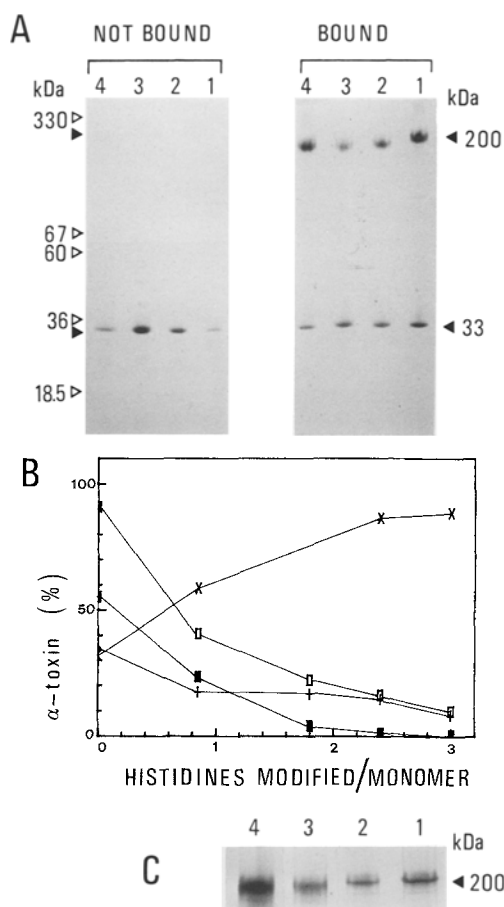 A
NOT BOUND
BOUND
kDa 4 3 2 1
4 3 2 1 kDa
330
200
67
60
36
33
18.5
B
100
50
0
α-toxin (%)
0 1 2 3
HISTIDINES MODIFIED/MONOMER
C
4 3 2 1 kDa
200